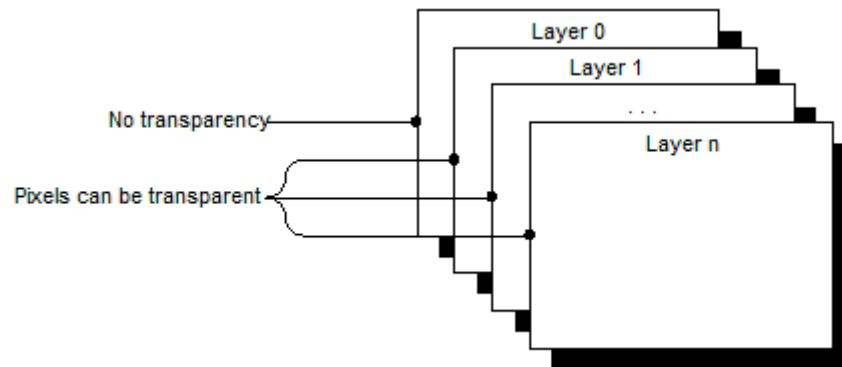 Layer 0
Layer 1
. . .
Layer n
No transparency
Pixels can be transparent